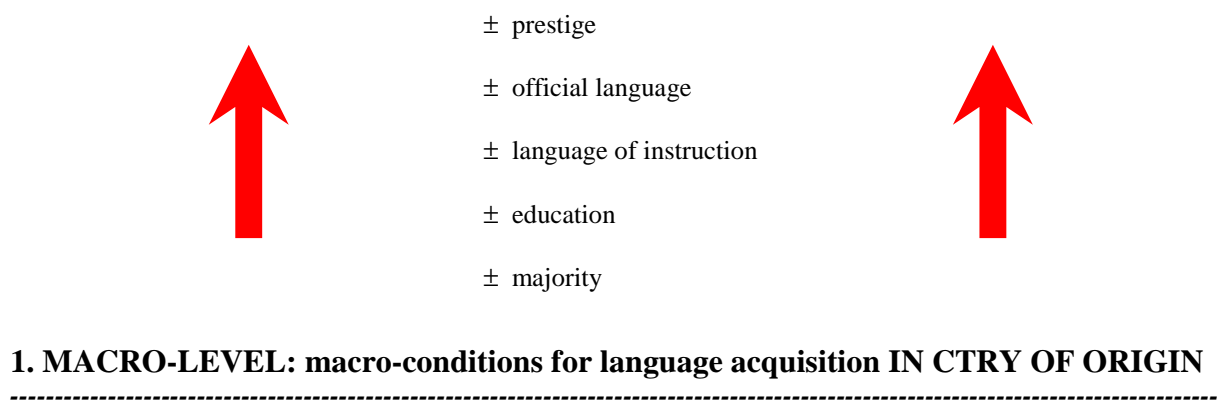 ± prestige
± official language
± language of instruction
± education
± majority
1. MACRO-LEVEL: macro-conditions for language acquisition IN CTRY OF ORIGIN